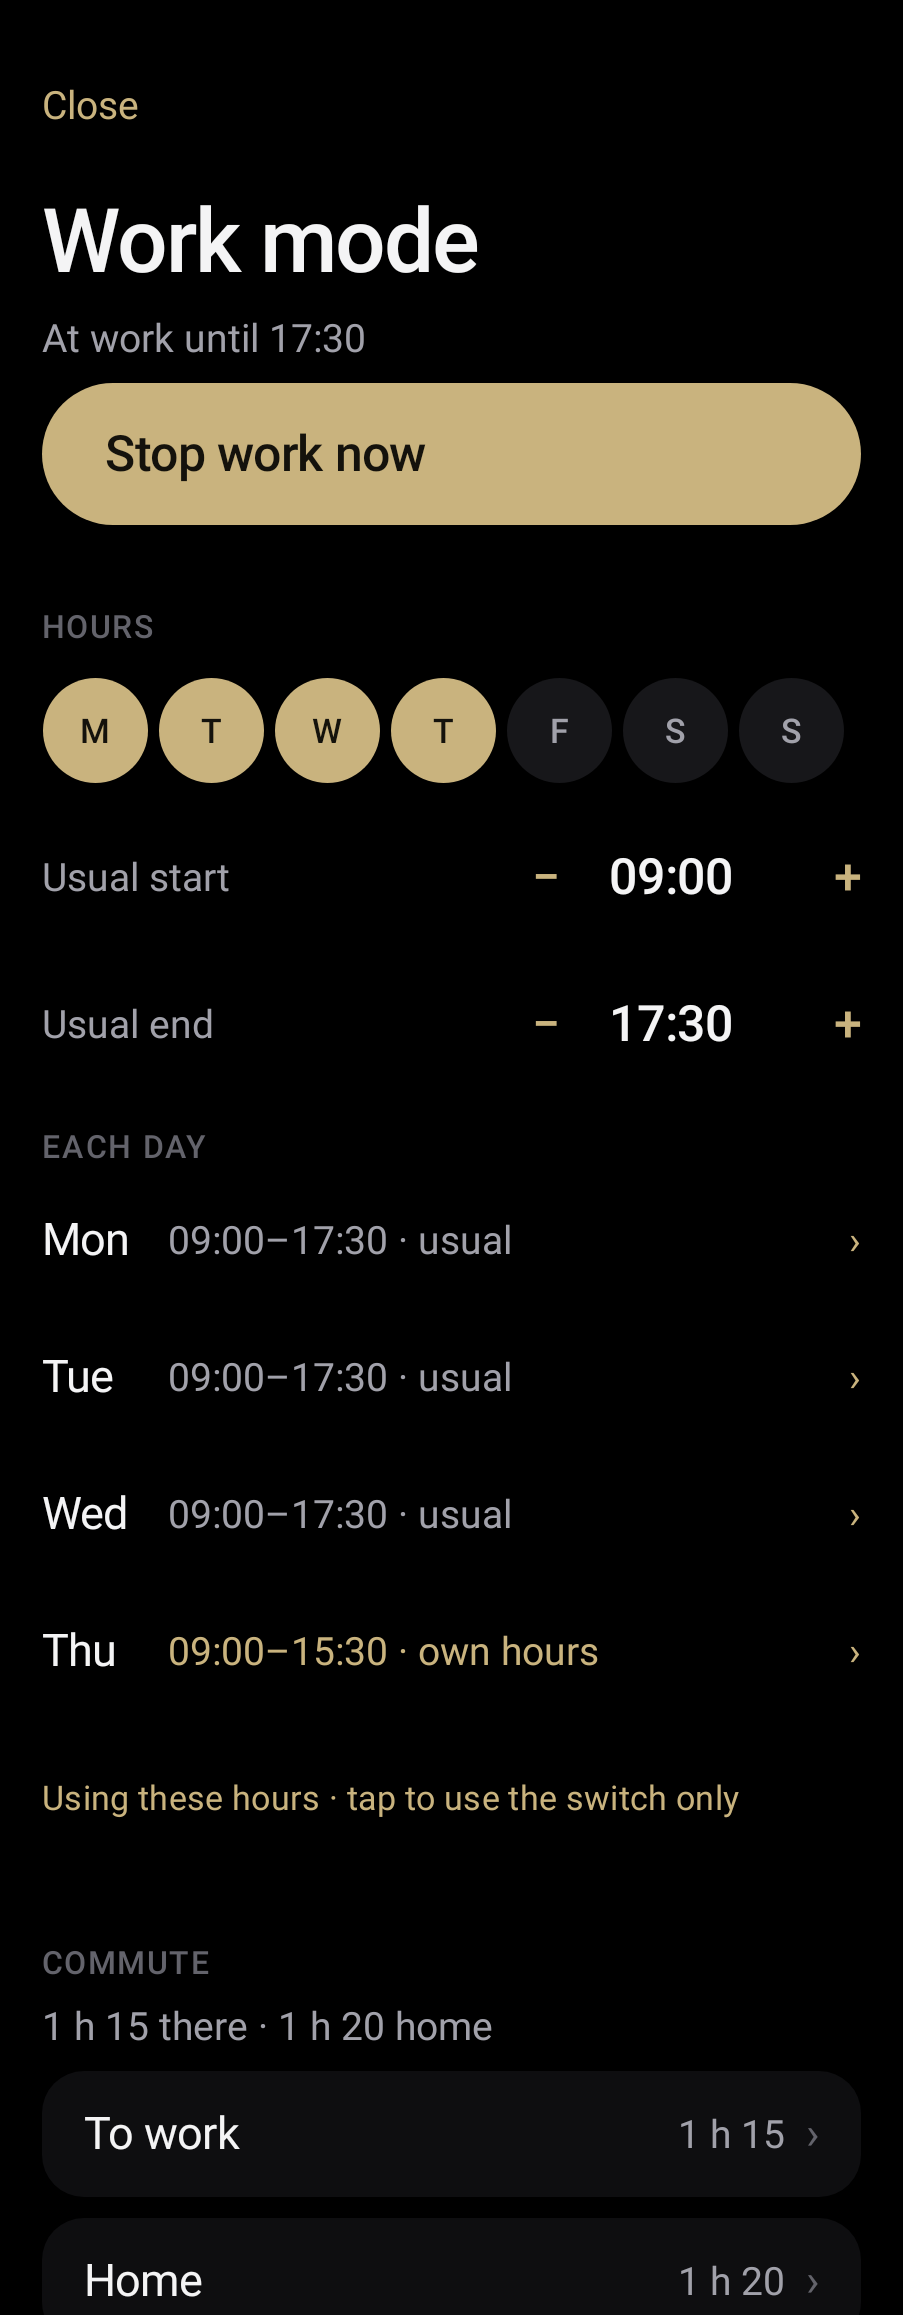 Close
Work mode
At work until 17:30
Stop work now
HOURS
M T W T F S S
Usual start − 09:00 +
Usual end − 17:30 +
EACH DAY
Mon 09:00–17:30 · usual ›
Tue 09:00–17:30 · usual ›
Wed 09:00–17:30 · usual ›
Thu 09:00–15:30 · own hours ›
Using these hours · tap to use the switch only
COMMUTE
1 h 15 there · 1 h 20 home
To work 1 h 15 ›
Home 1 h 20 ›